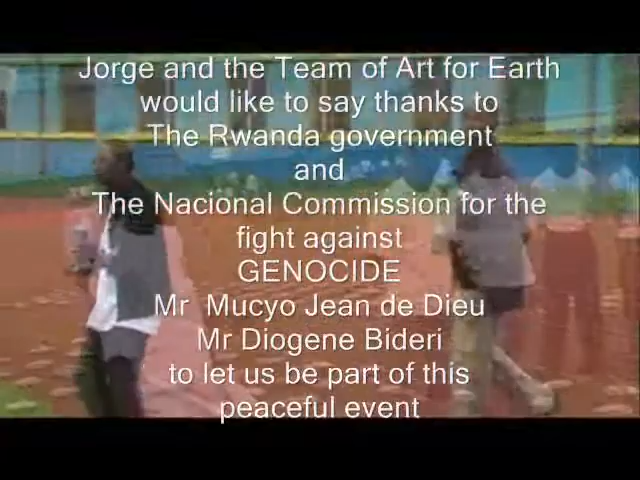 Jorge and the Team of Art for Earth
would like to say thanks to
The Rwanda government
and
The Nacional Commission for the
fight against
GENOCIDE
Mr Mucyo Jean de Dieu
Mr Diogene Bideri
to let us be part of this
peaceful event